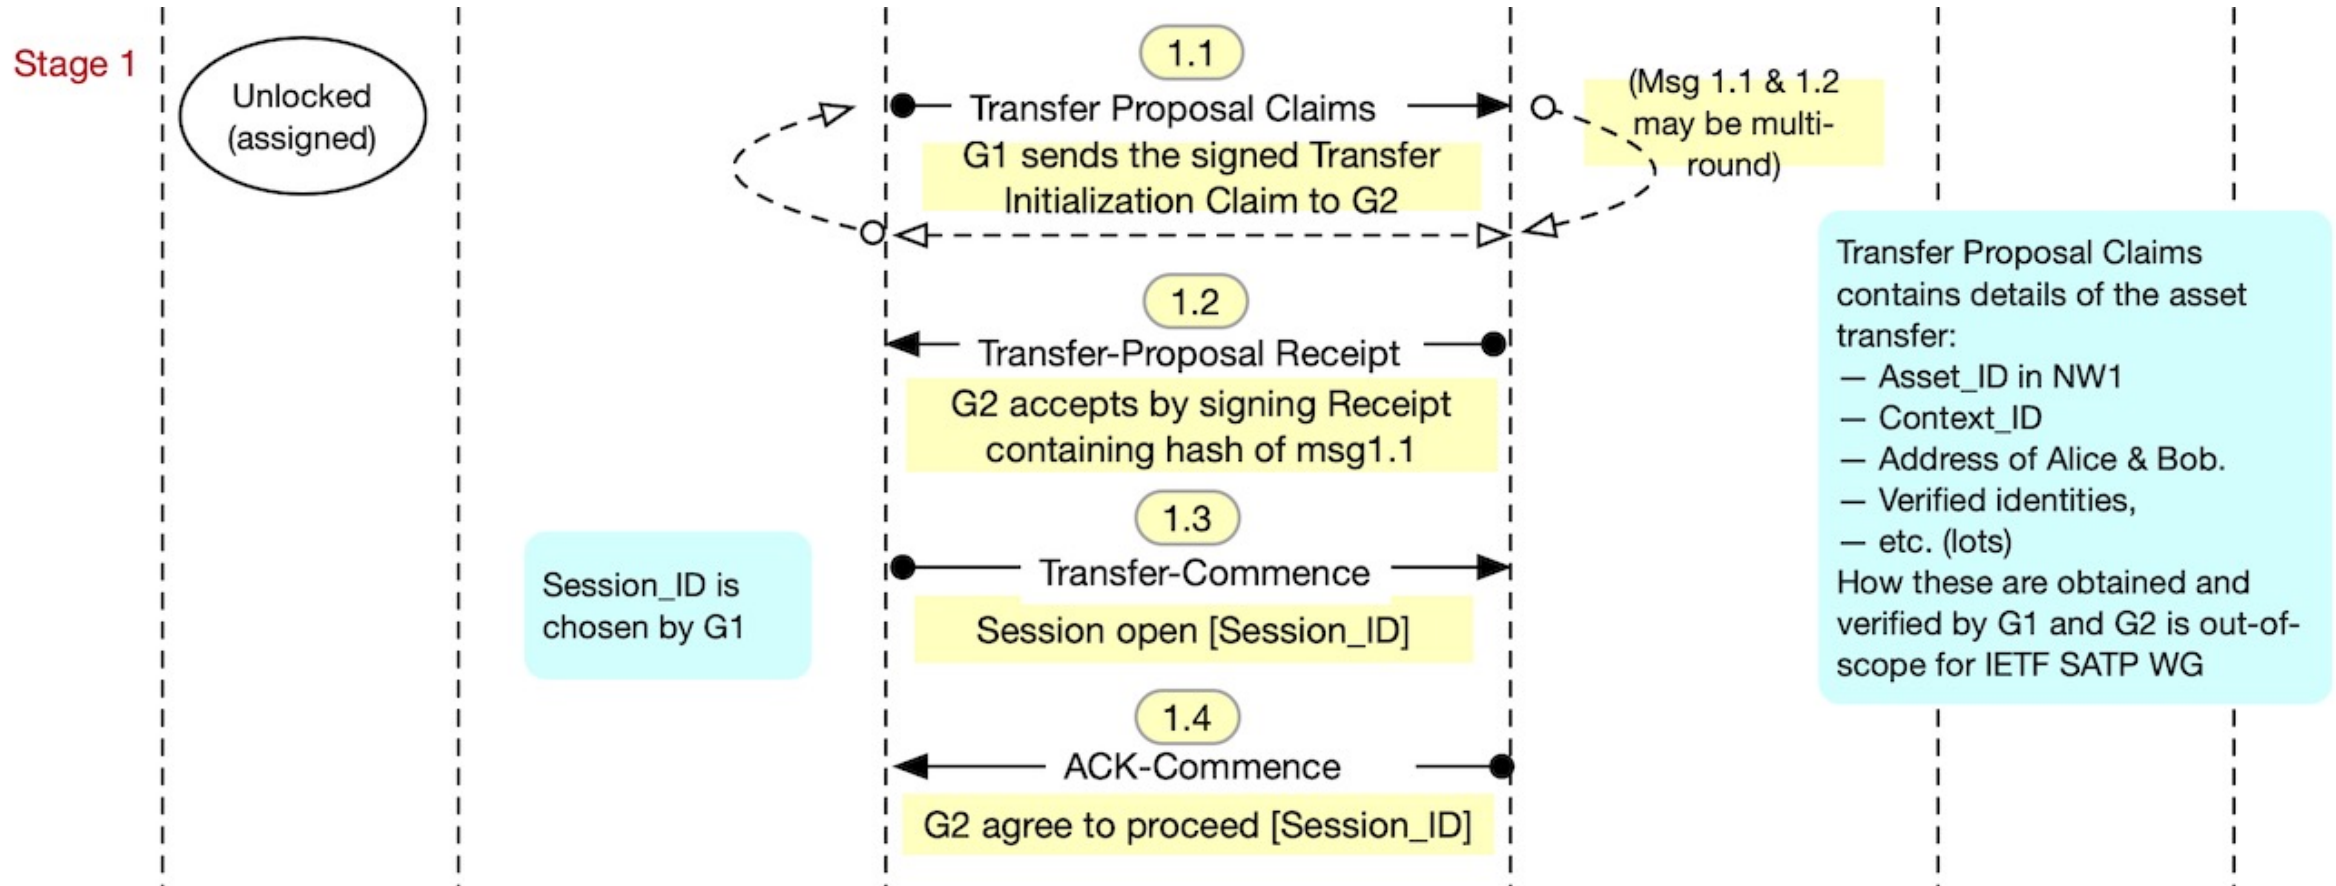 Stage 1
Unlocked
(assigned)
1.1
Transfer Proposal Claims
G1 sends the signed Transfer
Initialization Claim to G2
(Msg 1.1 & 1.2
may be multi-
round)
1.2
Transfer-Proposal Receipt
G2 accepts by signing Receipt
containing hash of msg1.1
1.3
Transfer-Commence
Session open [Session_ID]
Session_ID is
chosen by G1
1.4
ACK-Commence
G2 agree to proceed [Session_ID]
Transfer Proposal Claims
contains details of the asset
transfer:
— Asset_ID in NW1
— Context_ID
— Address of Alice & Bob.
— Verified identities,
— etc. (lots)
How these are obtained and
verified by G1 and G2 is out-of-
scope for IETF SATP WG